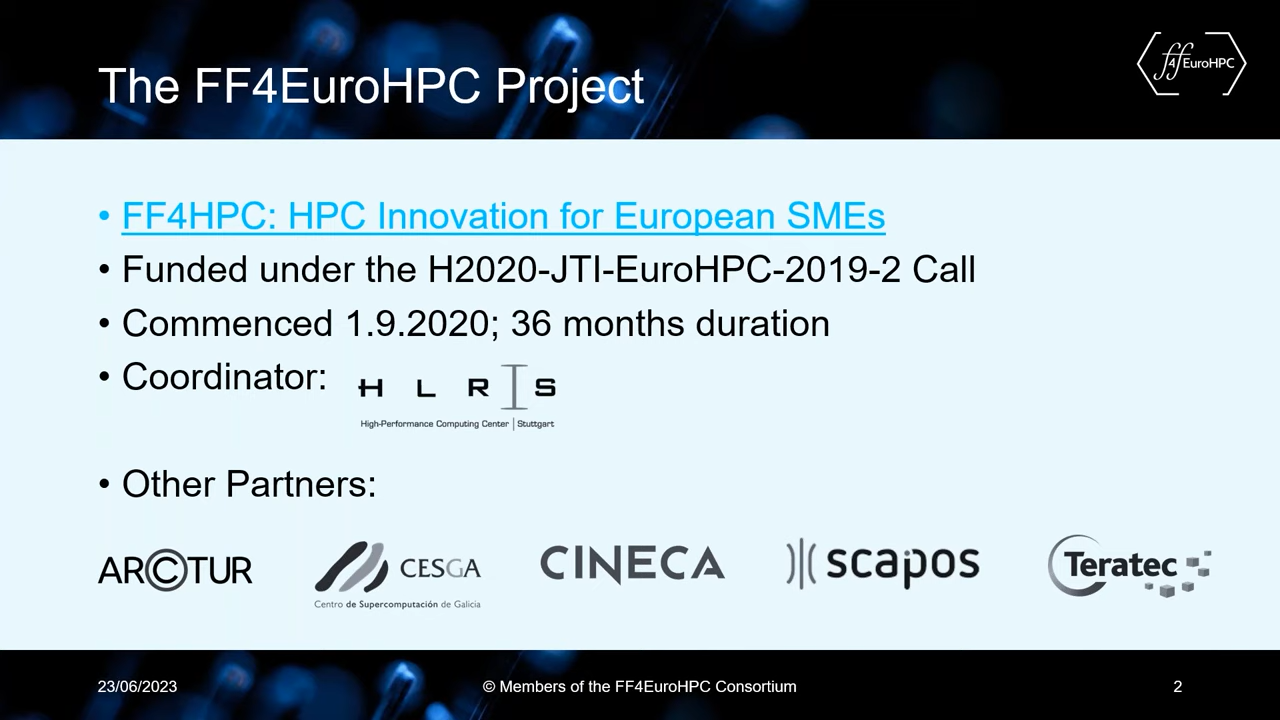 The FF4EuroHPC Project
ff4EuroHPC
• FF4HPC: HPC Innovation for European SMEs
• Funded under the H2020-JTI-EuroHPC-2019-2 Call
• Commenced 1.9.2020; 36 months duration
• Coordinator:
H L R I S
High-Performance Computing Center | Stuttgart
• Other Partners:
ARCTUR
CESGA
Centro de Supercomputación de Galicia
CINECA
scapos
Teratec
23/06/2023
© Members of the FF4EuroHPC Consortium
2